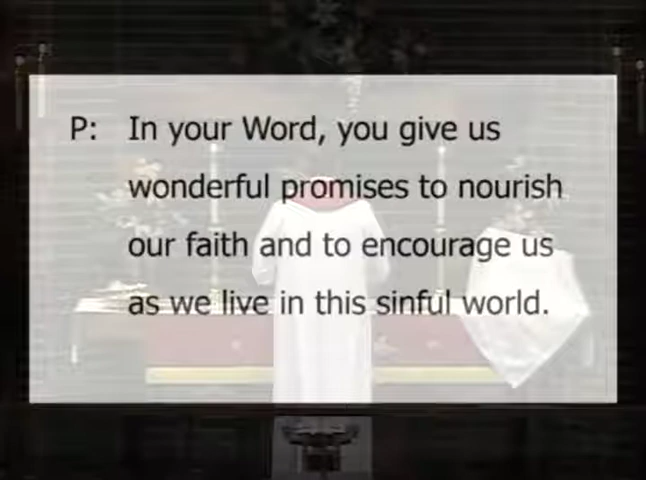 P: In your Word, you give us
wonderful promises to nourish
our faith and to encourage us
as we live in this sinful world.